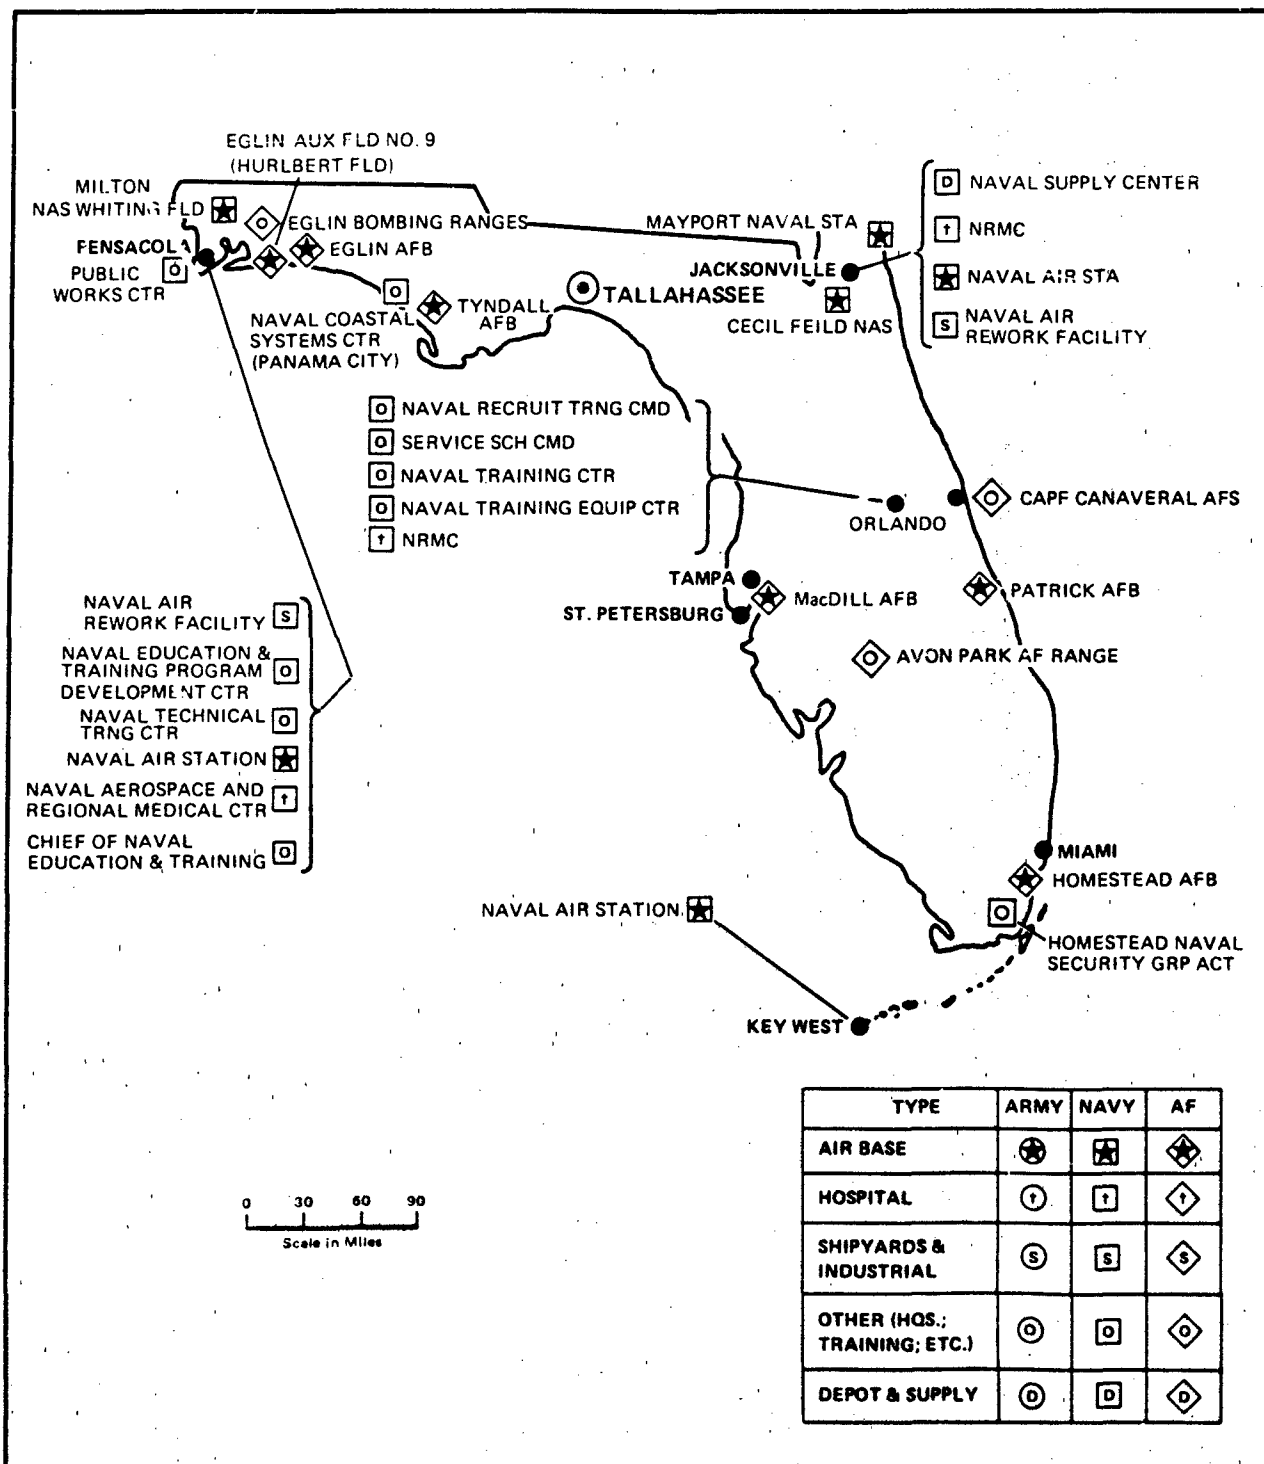 EGLIN AUX FLD NO. 9
(HURLBERT FLD)
MILTON
NAS WHITING FLD
EGLIN BOMBING RANGES
PENSACOLA
EGLIN AFB
PUBLIC
WORKS CTR
NAVAL COASTAL
SYSTEMS CTR
(PANAMA CITY)
TYNDALL
AFB
TALLAHASSEE
MAYPORT NAVAL STA
JACKSONVILLE
CECIL FEILD NAS
D NAVAL SUPPLY CENTER
† NRMC
NAVAL AIR STA
S NAVAL AIR
REWORK FACILITY
O NAVAL RECRUIT TRNG CMD
O SERVICE SCH CMD
O NAVAL TRAINING CTR
O NAVAL TRAINING EQUIP CTR
† NRMC
ORLANDO
CAPF CANAVERAL AFS
TAMPA
MacDILL AFB
PATRICK AFB
ST. PETERSBURG
AVON PARK AF RANGE
NAVAL AIR
REWORK FACILITY S
NAVAL EDUCATION &
TRAINING PROGRAM O
DEVELOPMENT CTR
NAVAL TECHNICAL O
TRNG CTR
NAVAL AIR STATION
NAVAL AEROSPACE AND †
REGIONAL MEDICAL CTR
CHIEF OF NAVAL
EDUCATION & TRAINING O
MIAMI
HOMESTEAD AFB
NAVAL AIR STATION
HOMESTEAD NAVAL
SECURITY GRP ACT
KEY WEST
TYPE ARMY NAVY AF
AIR BASE
HOSPITAL † † †
SHIPYARDS &
INDUSTRIAL S S S
OTHER (HQS.;
TRAINING; ETC.) O O O
DEPOT & SUPPLY D D D
0 30 60 90
Scale in Miles